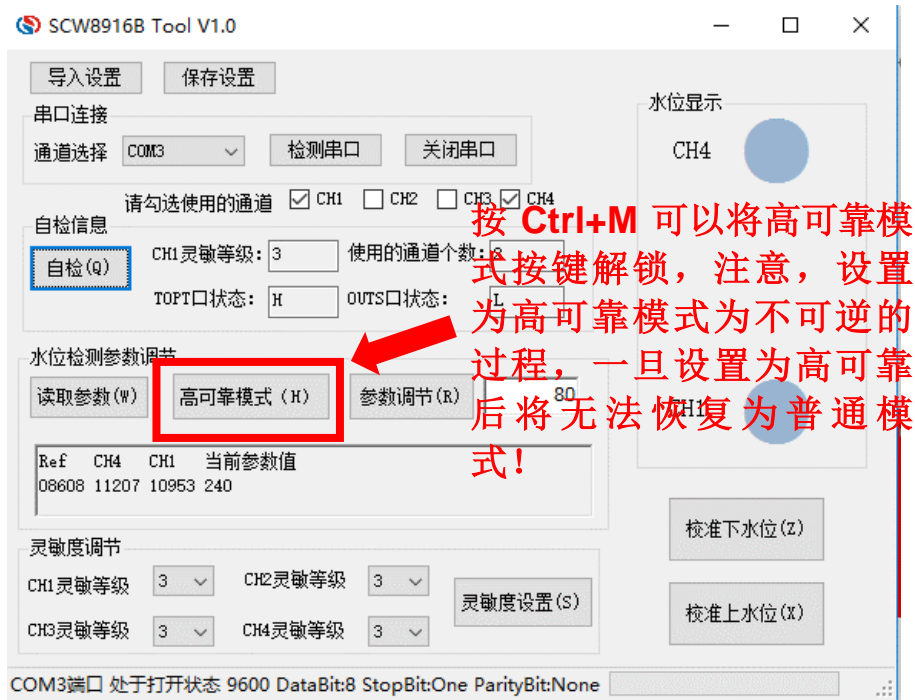 SCW8916B Tool V1.0
导入设置 保存设置
串口连接
通道选择 COM3 检测串口 关闭串口
水位显示
CH4
请勾选使用的通道 CH1 CH2 CH3 CH4
自检信息
自检(Q) CH1灵敏等级: 3 使用的通道个数:
TOPT口状态: H OUTS口状态: L
按 Ctrl+M 可以将高可靠模
式按键解锁，注意，设置
为高可靠模式为不可逆的
过程，一旦设置为高可靠
后将无法恢复为普通模
式！
水位检测参数调节
读取参数(W) 高可靠模式 (H) 参数调节(R) 80
CH1
Ref CH4 CH1 当前参数值
08608 11207 10953 240
校准下水位(Z)
灵敏度调节
CH1灵敏等级 3 CH2灵敏等级 3
灵敏度设置(S)
CH3灵敏等级 3 CH4灵敏等级 3
校准上水位(X)
COM3端口 处于打开状态 9600 DataBit:8 StopBit:One ParityBit:None